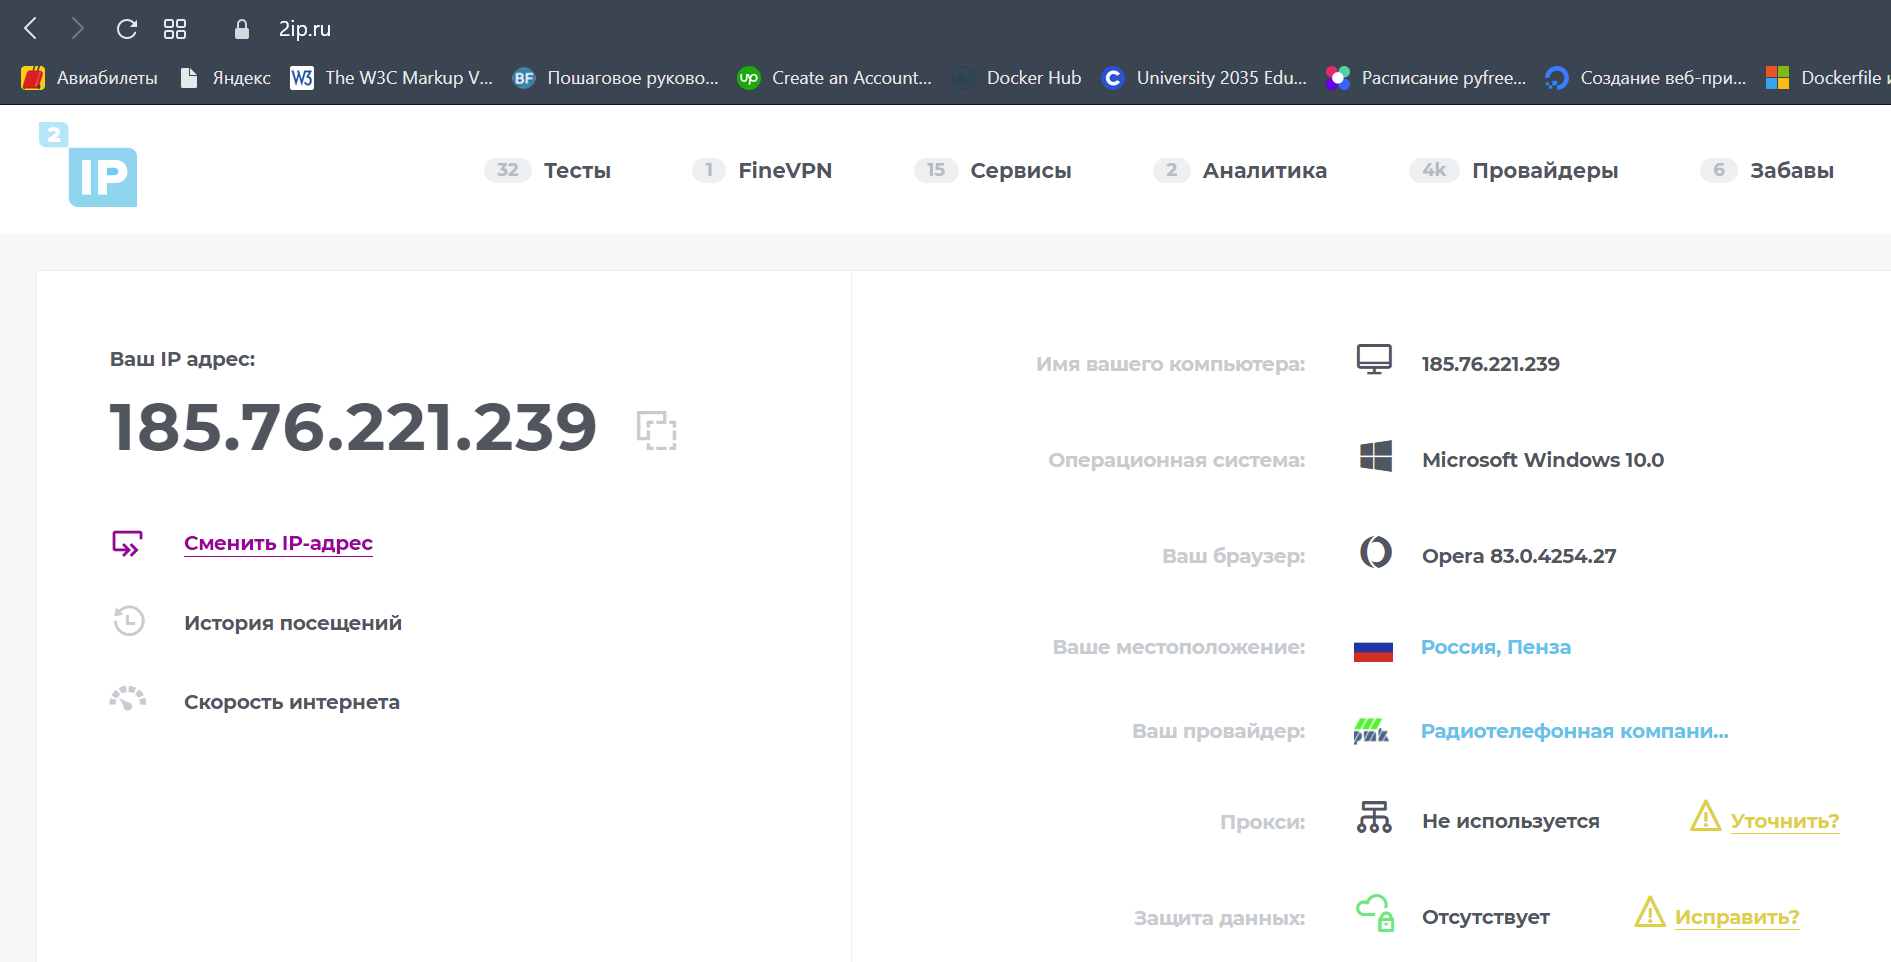 2ip.ru
Авиабилеты Яндекс The W3C Markup V... Пошаговое руково... Create an Account... Docker Hub University 2035 Edu... Расписание pyfree... Создание веб-при... Dockerfile и
2
IP
32 Тесты 1 FineVPN 15 Сервисы 2 Аналитика 4k Провайдеры 6 Забавы
Ваш IP адрес:
185.76.221.239
Сменить IP-адрес
История посещений
Скорость интернета
Имя вашего компьютера: 185.76.221.239
Операционная система: Microsoft Windows 10.0
Ваш браузер: Opera 83.0.4254.27
Ваше местоположение: Россия, Пенза
Ваш провайдер: Радиотелефонная компани...
Прокси: Не используется Уточнить?
Защита данных: Отсутствует Исправить?